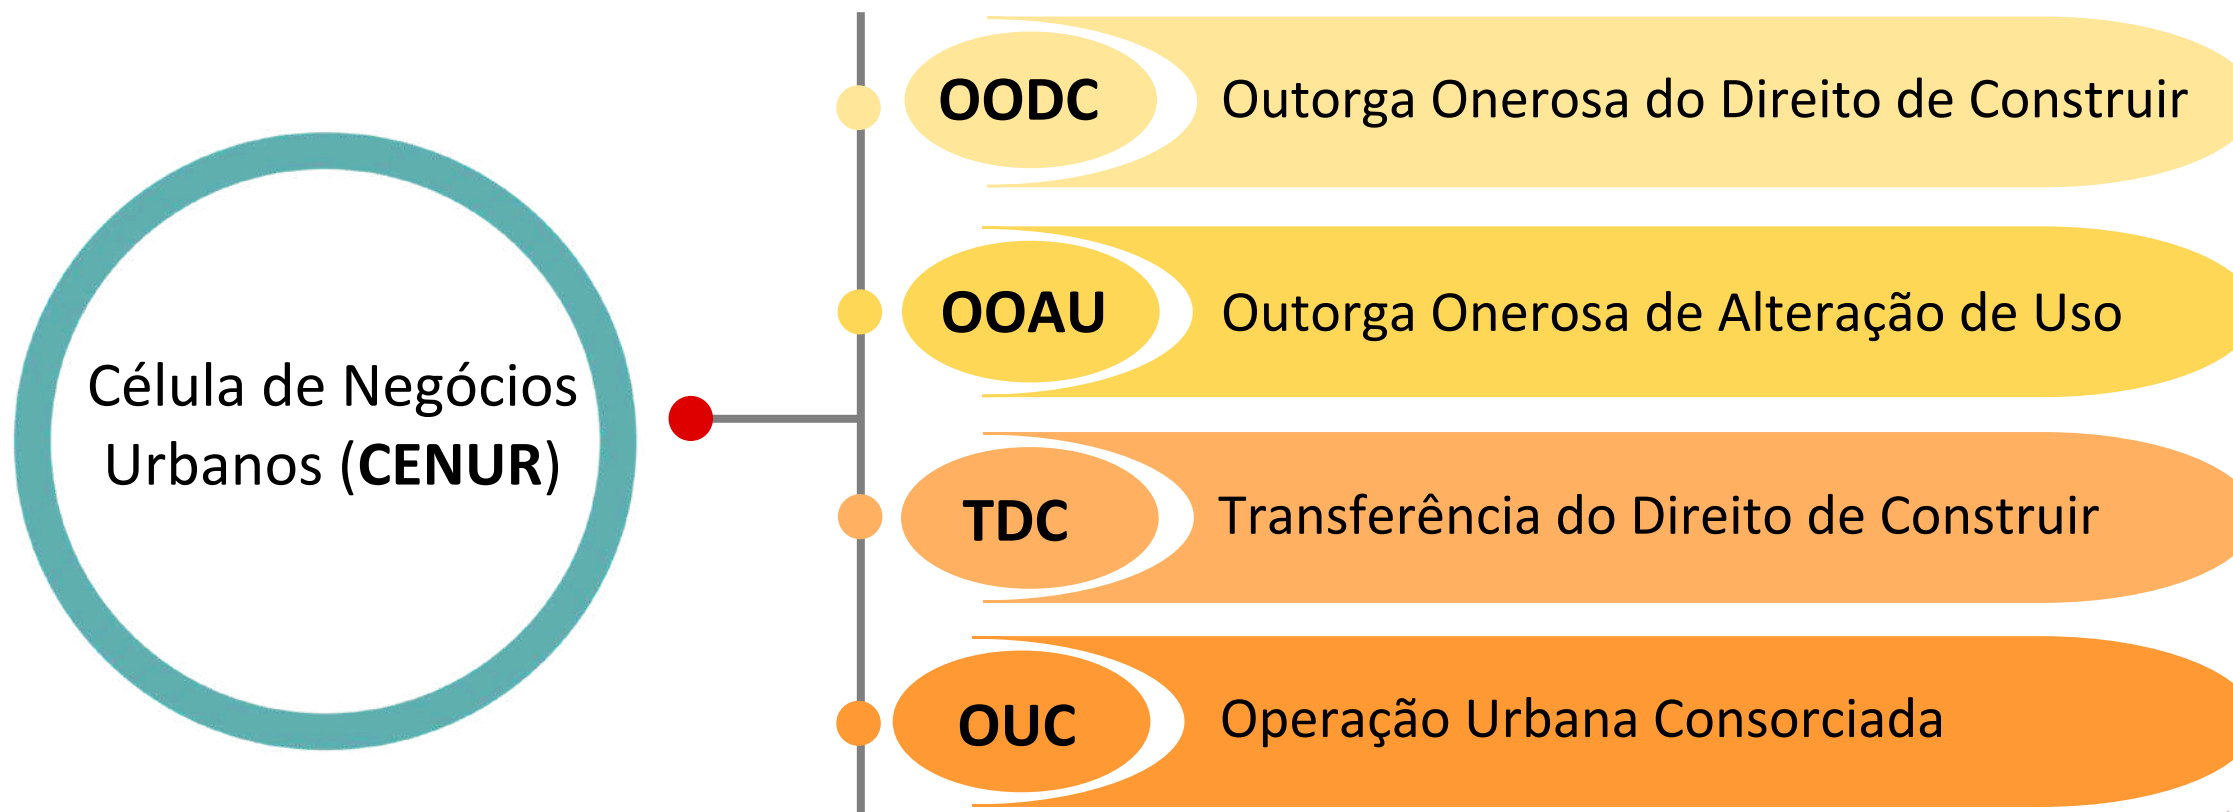 Célula de Negócios
Urbanos (CENUR)
OODC
Outorga Onerosa do Direito de Construir
OOAU
Outorga Onerosa de Alteração de Uso
TDC
Transferência do Direito de Construir
OUC
Operação Urbana Consorciada